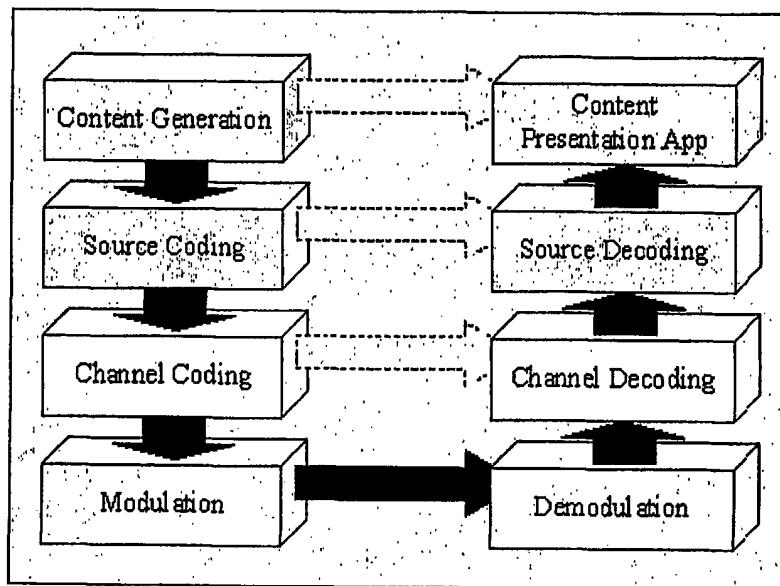 Content Generation
Content
Presentation App
Source Coding
Source Decoding
Channel Coding
Channel Decoding
Modulation
Demodulation